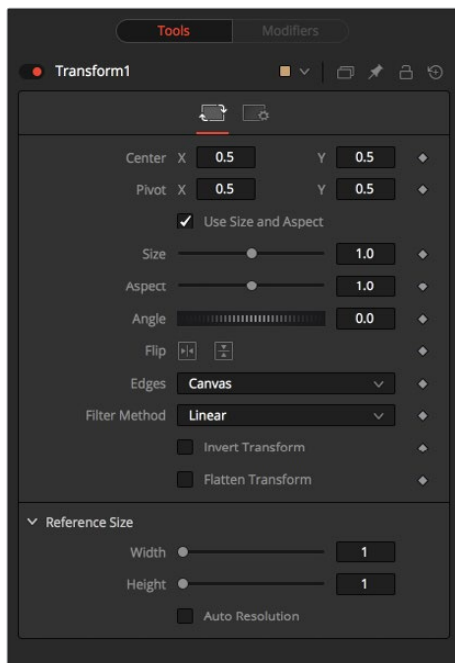 Tools Modifiers
Transform1
Center X 0.5 Y 0.5
Pivot X 0.5 Y 0.5
Use Size and Aspect
Size 1.0
Aspect 1.0
Angle 0.0
Flip
Edges Canvas
Filter Method Linear
Invert Transform
Flatten Transform
Reference Size
Width 1
Height 1
Auto Resolution